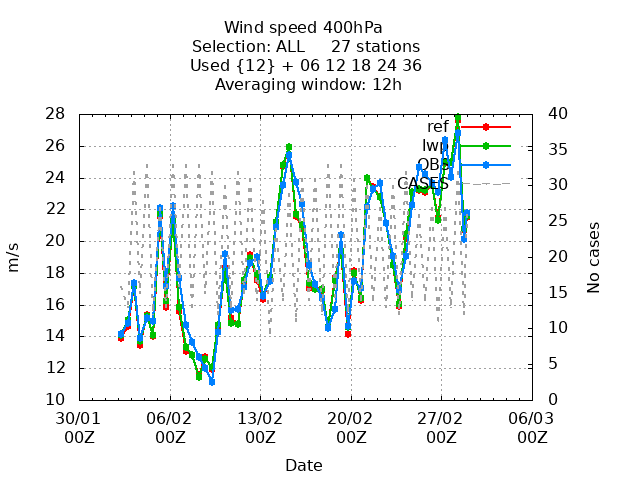 Wind speed 400hPa
Selection: ALL 27 stations
Used {12} + 06 12 18 24 36
Averaging window: 12h
28
26
24
22
20
18
16
14
12
10
m/s
40
35
30
25
20
15
10
5
0
No cases
ref
lwp
OBS
CASES
30/01 06/02 13/02 20/02 27/02 06/03
00Z 00Z 00Z 00Z 00Z 00Z
Date